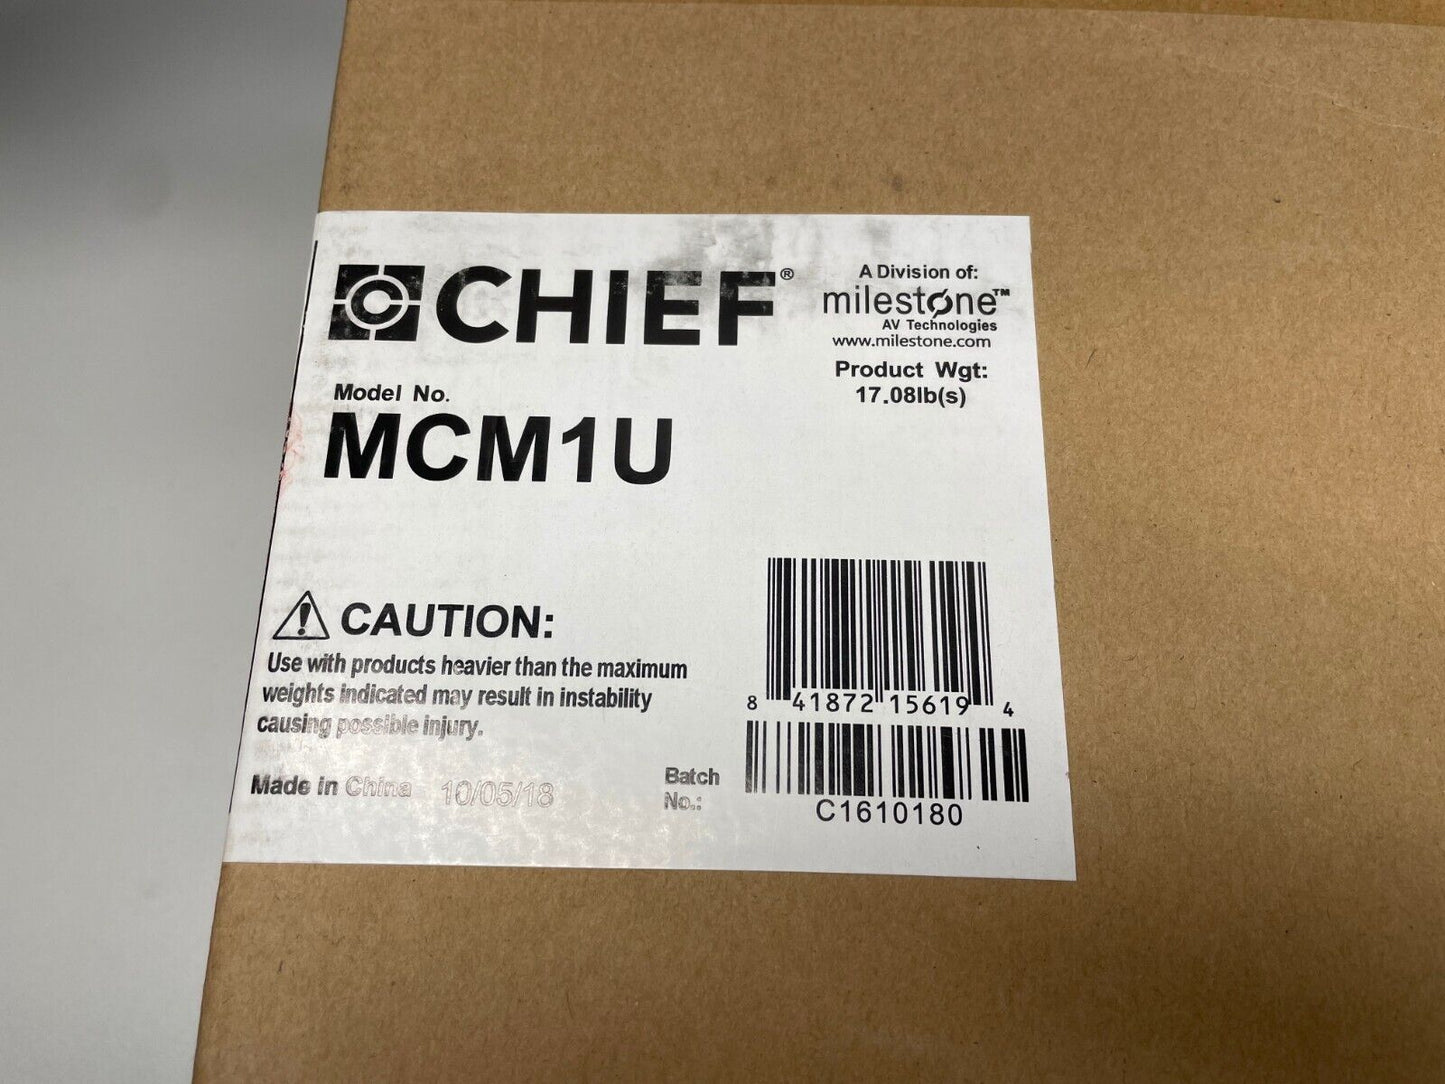 CHIEF®
A Division of:
milestone™
AV Technologies
www.milestone.com
Product Wgt:
17.08lb(s)
Model No.
MCM1U
CAUTION:
Use with products heavier than the maximum
weights indicated may result in instability
causing possible injury.
Made in China 10/05/18
8 41872 15619 4
Batch
No.:
C1610180